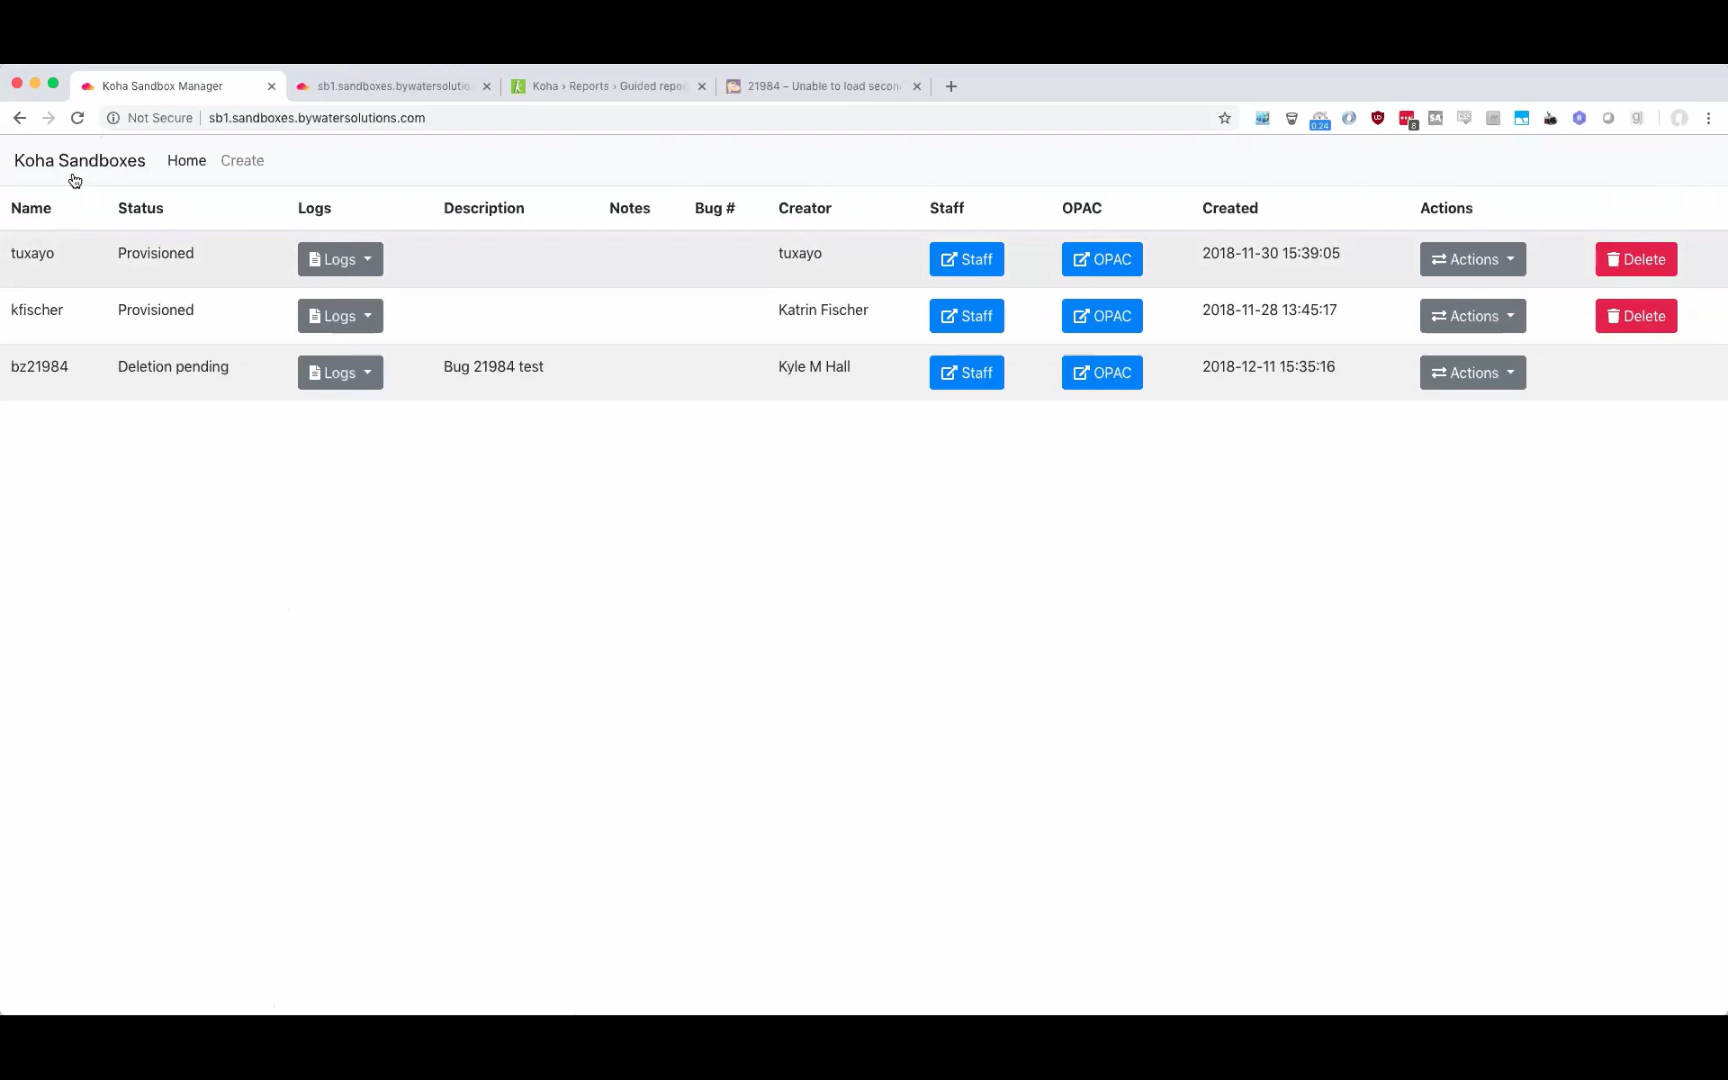 Koha Sandbox Manager
sb1.sandboxes.bywatersolutio
Koha › Reports › Guided repo
21984 – Unable to load secon
Not Secure sb1.sandboxes.bywatersolutions.com
0.24
8
Koha Sandboxes Home Create
Name Status Logs Description Notes Bug # Creator Staff OPAC Created Actions
tuxayo Provisioned Logs tuxayo Staff OPAC 2018-11-30 15:39:05 Actions Delete
kfischer Provisioned Logs Katrin Fischer Staff OPAC 2018-11-28 13:45:17 Actions Delete
bz21984 Deletion pending Logs Bug 21984 test Kyle M Hall Staff OPAC 2018-12-11 15:35:16 Actions